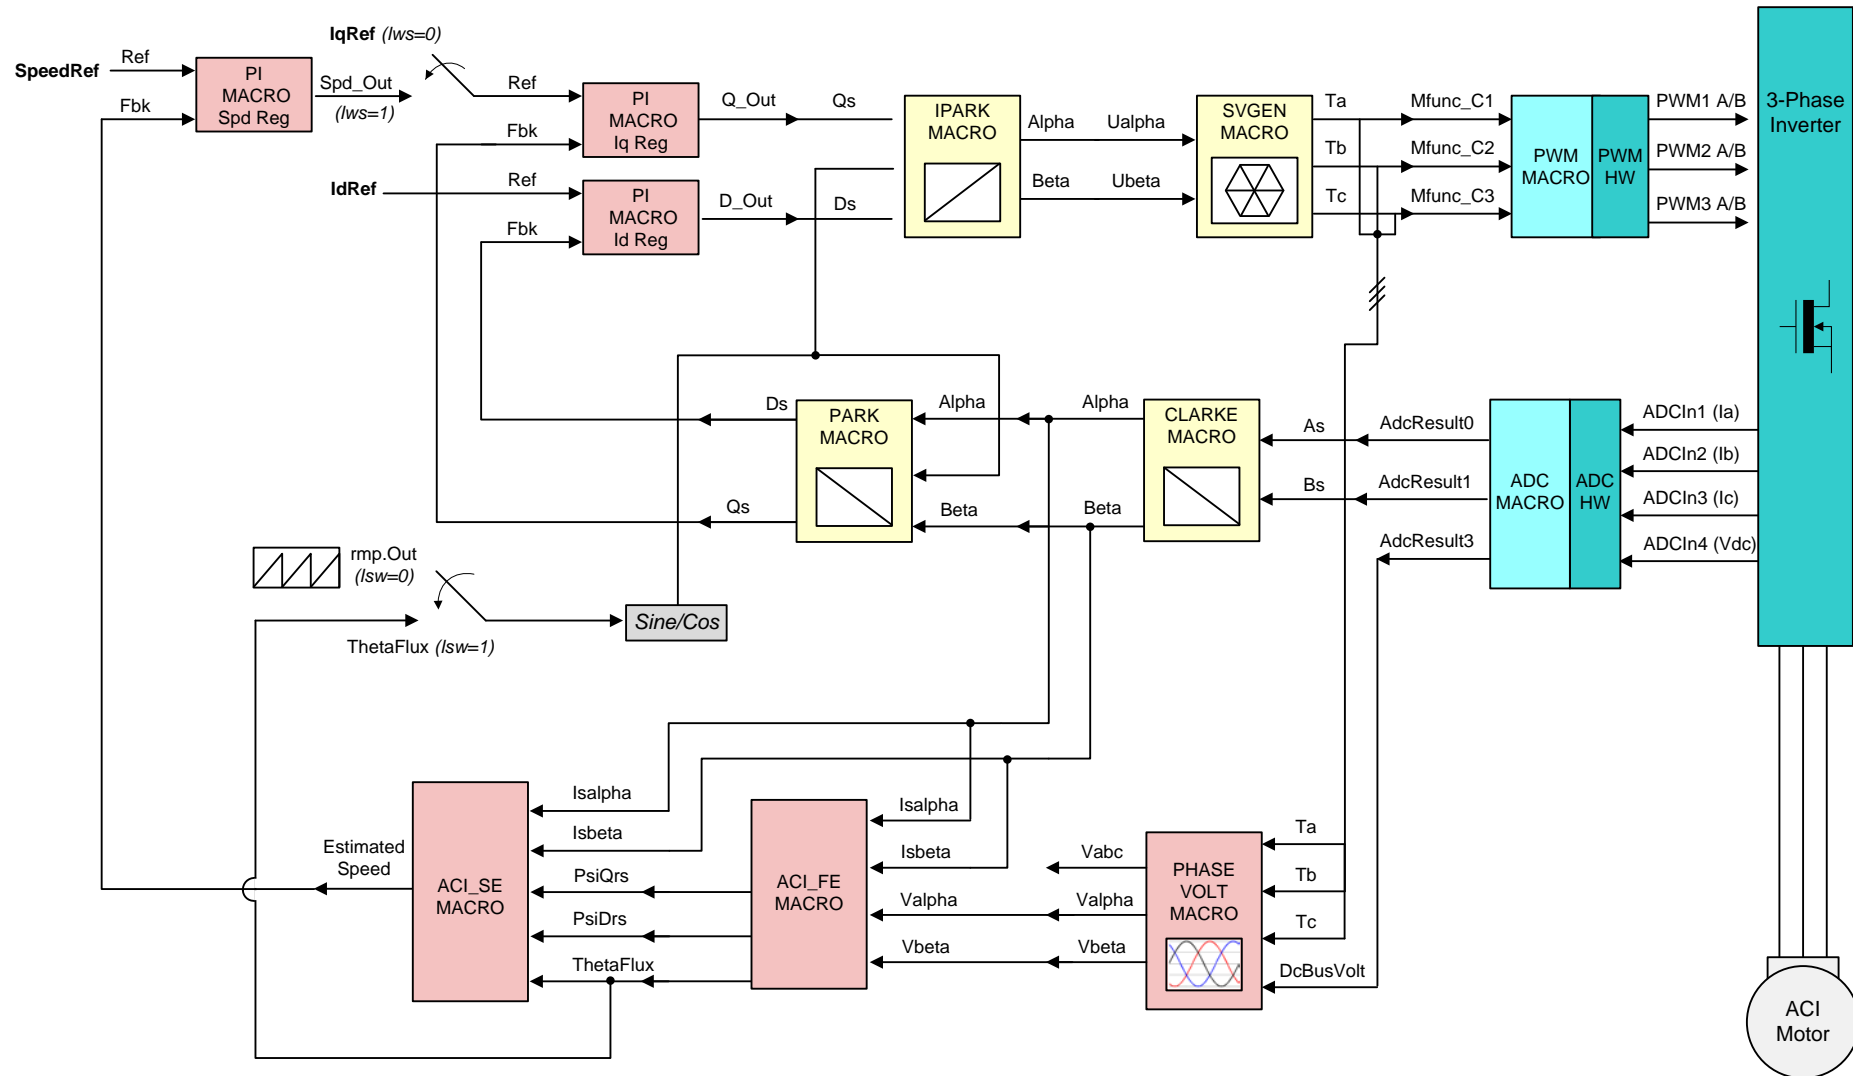 IqRef (lws=0)
SpeedRef
Ref
Fbk
PI
MACRO
Spd Reg
Spd_Out
(lws=1)
Ref
Fbk
PI
MACRO
Iq Reg
Q_Out
Qs
IdRef
Ref
Fbk
PI
MACRO
Id Reg
D_Out
Ds
IPARK
MACRO
Alpha
Ualpha
Beta
Ubeta
SVGEN
MACRO
Ta
Tb
Tc
Mfunc_C1
Mfunc_C2
Mfunc_C3
PWM
MACRO
PWM
HW
PWM1 A/B
PWM2 A/B
PWM3 A/B
3-Phase
Inverter
Ds
Qs
PARK
MACRO
Alpha
Alpha
Beta
Beta
CLARKE
MACRO
As
Bs
AdcResult0
AdcResult1
AdcResult3
ADC
MACRO
ADC
HW
ADCIn1 (Ia)
ADCIn2 (Ib)
ADCIn3 (Ic)
ADCIn4 (Vdc)
rmp.Out
(Isw=0)
ThetaFlux (Isw=1)
Sine/Cos
Estimated
Speed
ACI_SE
MACRO
Isalpha
Isbeta
PsiQrs
PsiDrs
ThetaFlux
ACI_FE
MACRO
Isalpha
Isbeta
Valpha
Vbeta
Vabc
Valpha
Vbeta
PHASE
VOLT
MACRO
Ta
Tb
Tc
DcBusVolt
ACI
Motor